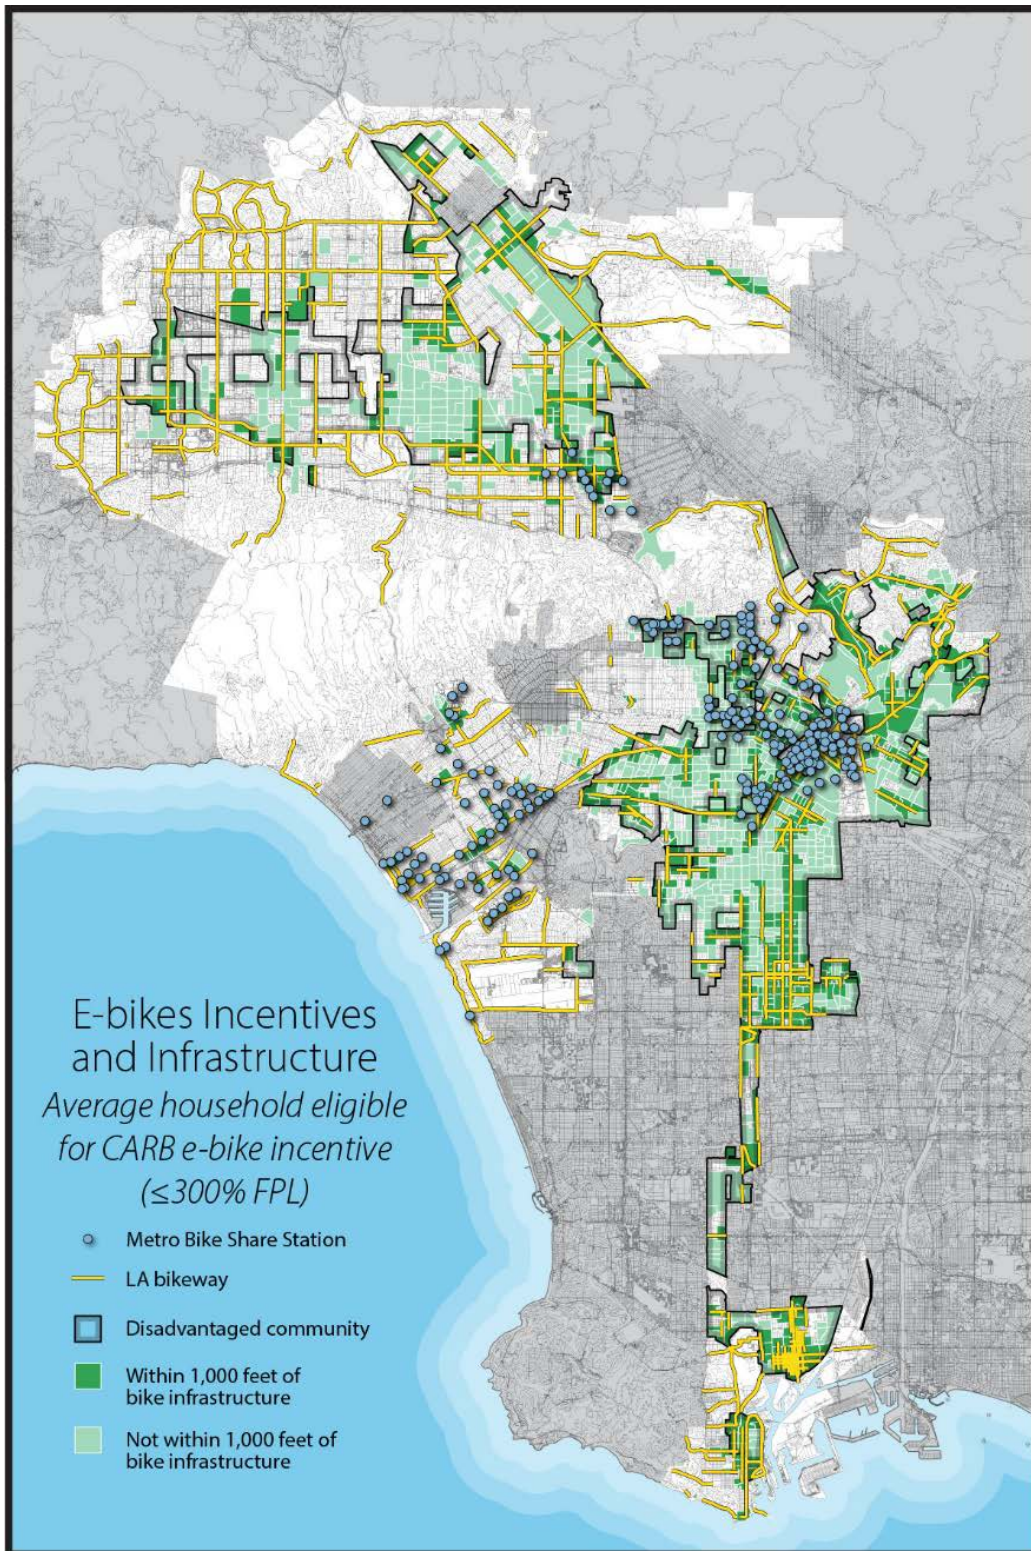 E-bikes Incentives
and Infrastructure
Average household eligible
for CARB e-bike incentive
(≤300% FPL)
Metro Bike Share Station
LA bikeway
Disadvantaged community
Within 1,000 feet of
bike infrastructure
Not within 1,000 feet of
bike infrastructure